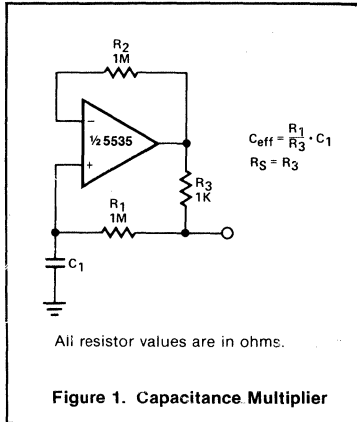 R2
1M
−
½ 5535
+
Ceff = R1/R3 · C1
RS = R3
R3
1K
R1
1M
C1
All resistor values are in ohms.
Figure 1. Capacitance Multiplier